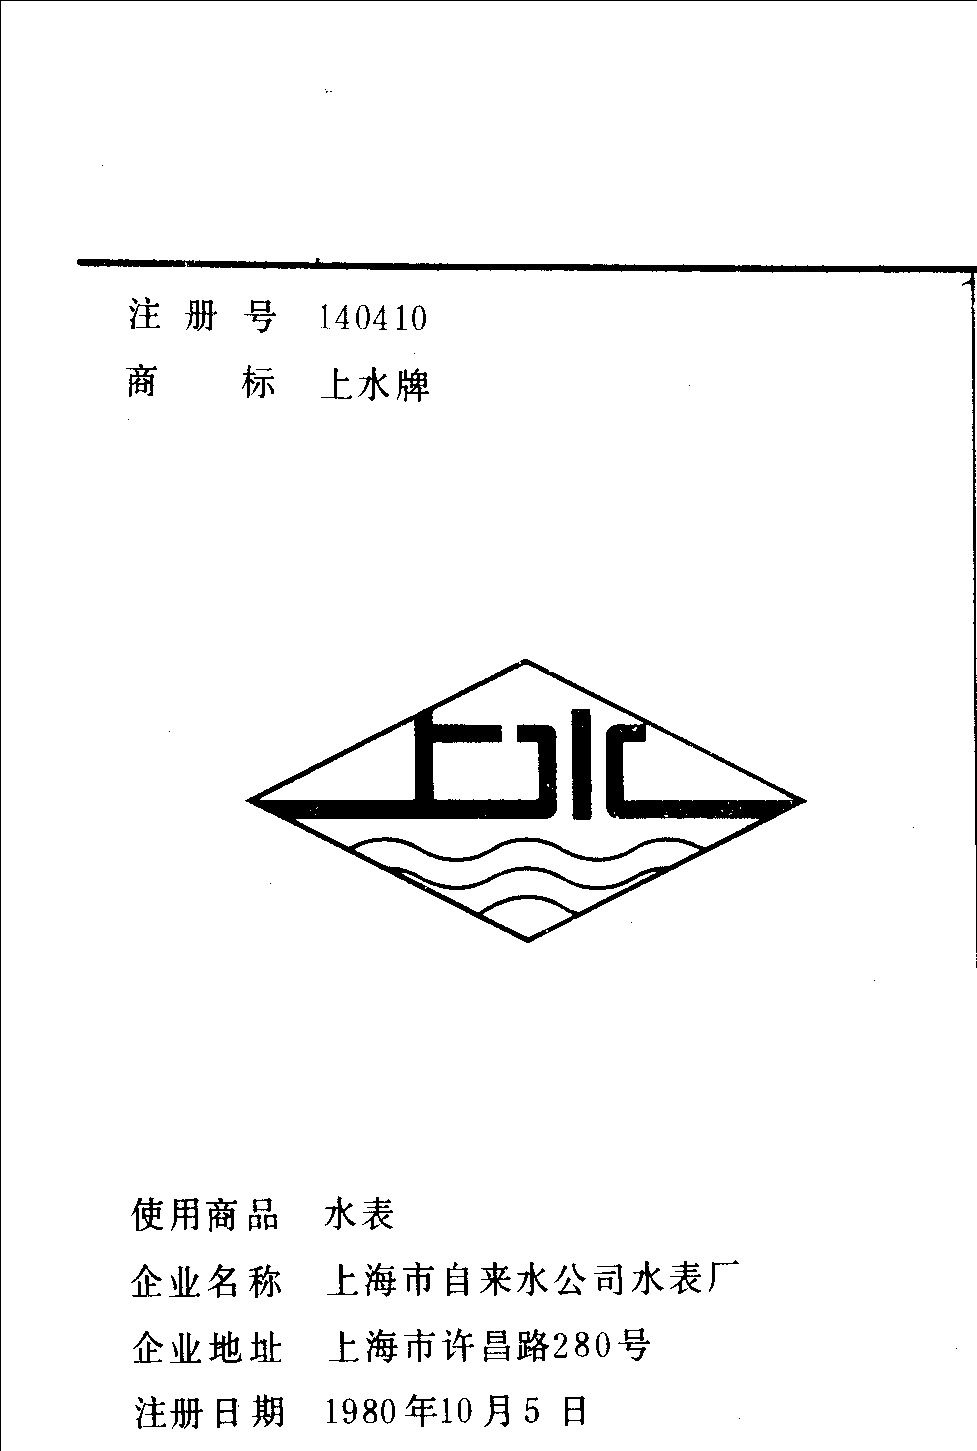 注册号 140410
商标 上水牌
上水
使用商品 水表
企业名称 上海市自来水公司水表厂
企业地址 上海市许昌路280号
注册日期 1980年10月5日